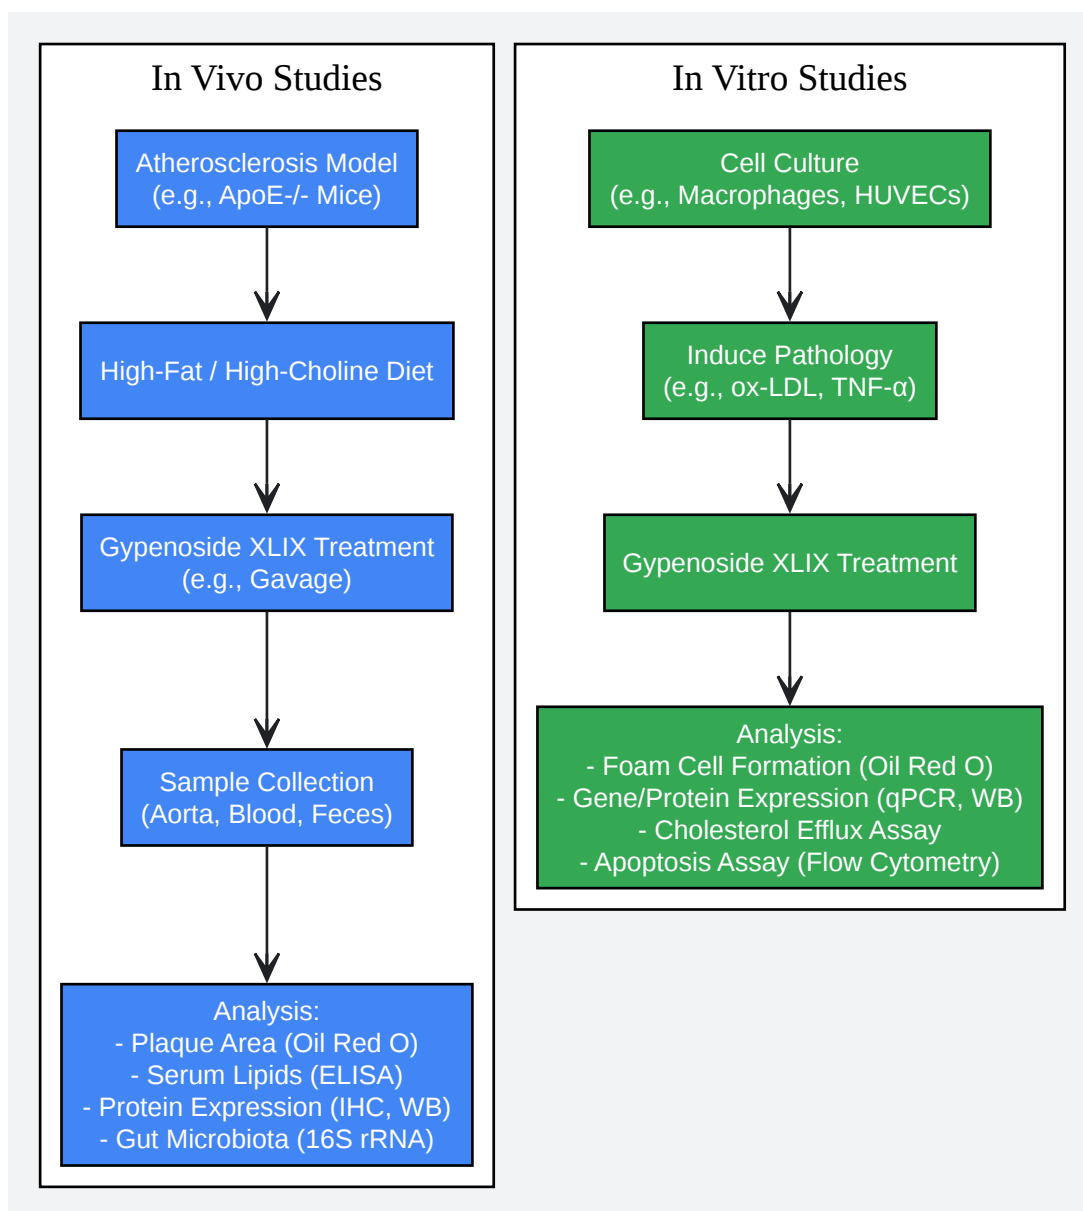 In Vivo Studies
Atherosclerosis Model
(e.g., ApoE-/- Mice)
High-Fat / High-Choline Diet
Gypenoside XLIX Treatment
(e.g., Gavage)
Sample Collection
(Aorta, Blood, Feces)
Analysis:
- Plaque Area (Oil Red O)
- Serum Lipids (ELISA)
- Protein Expression (IHC, WB)
- Gut Microbiota (16S rRNA)
In Vitro Studies
Cell Culture
(e.g., Macrophages, HUVECs)
Induce Pathology
(e.g., ox-LDL, TNF-α)
Gypenoside XLIX Treatment
Analysis:
- Foam Cell Formation (Oil Red O)
- Gene/Protein Expression (qPCR, WB)
- Cholesterol Efflux Assay
- Apoptosis Assay (Flow Cytometry)